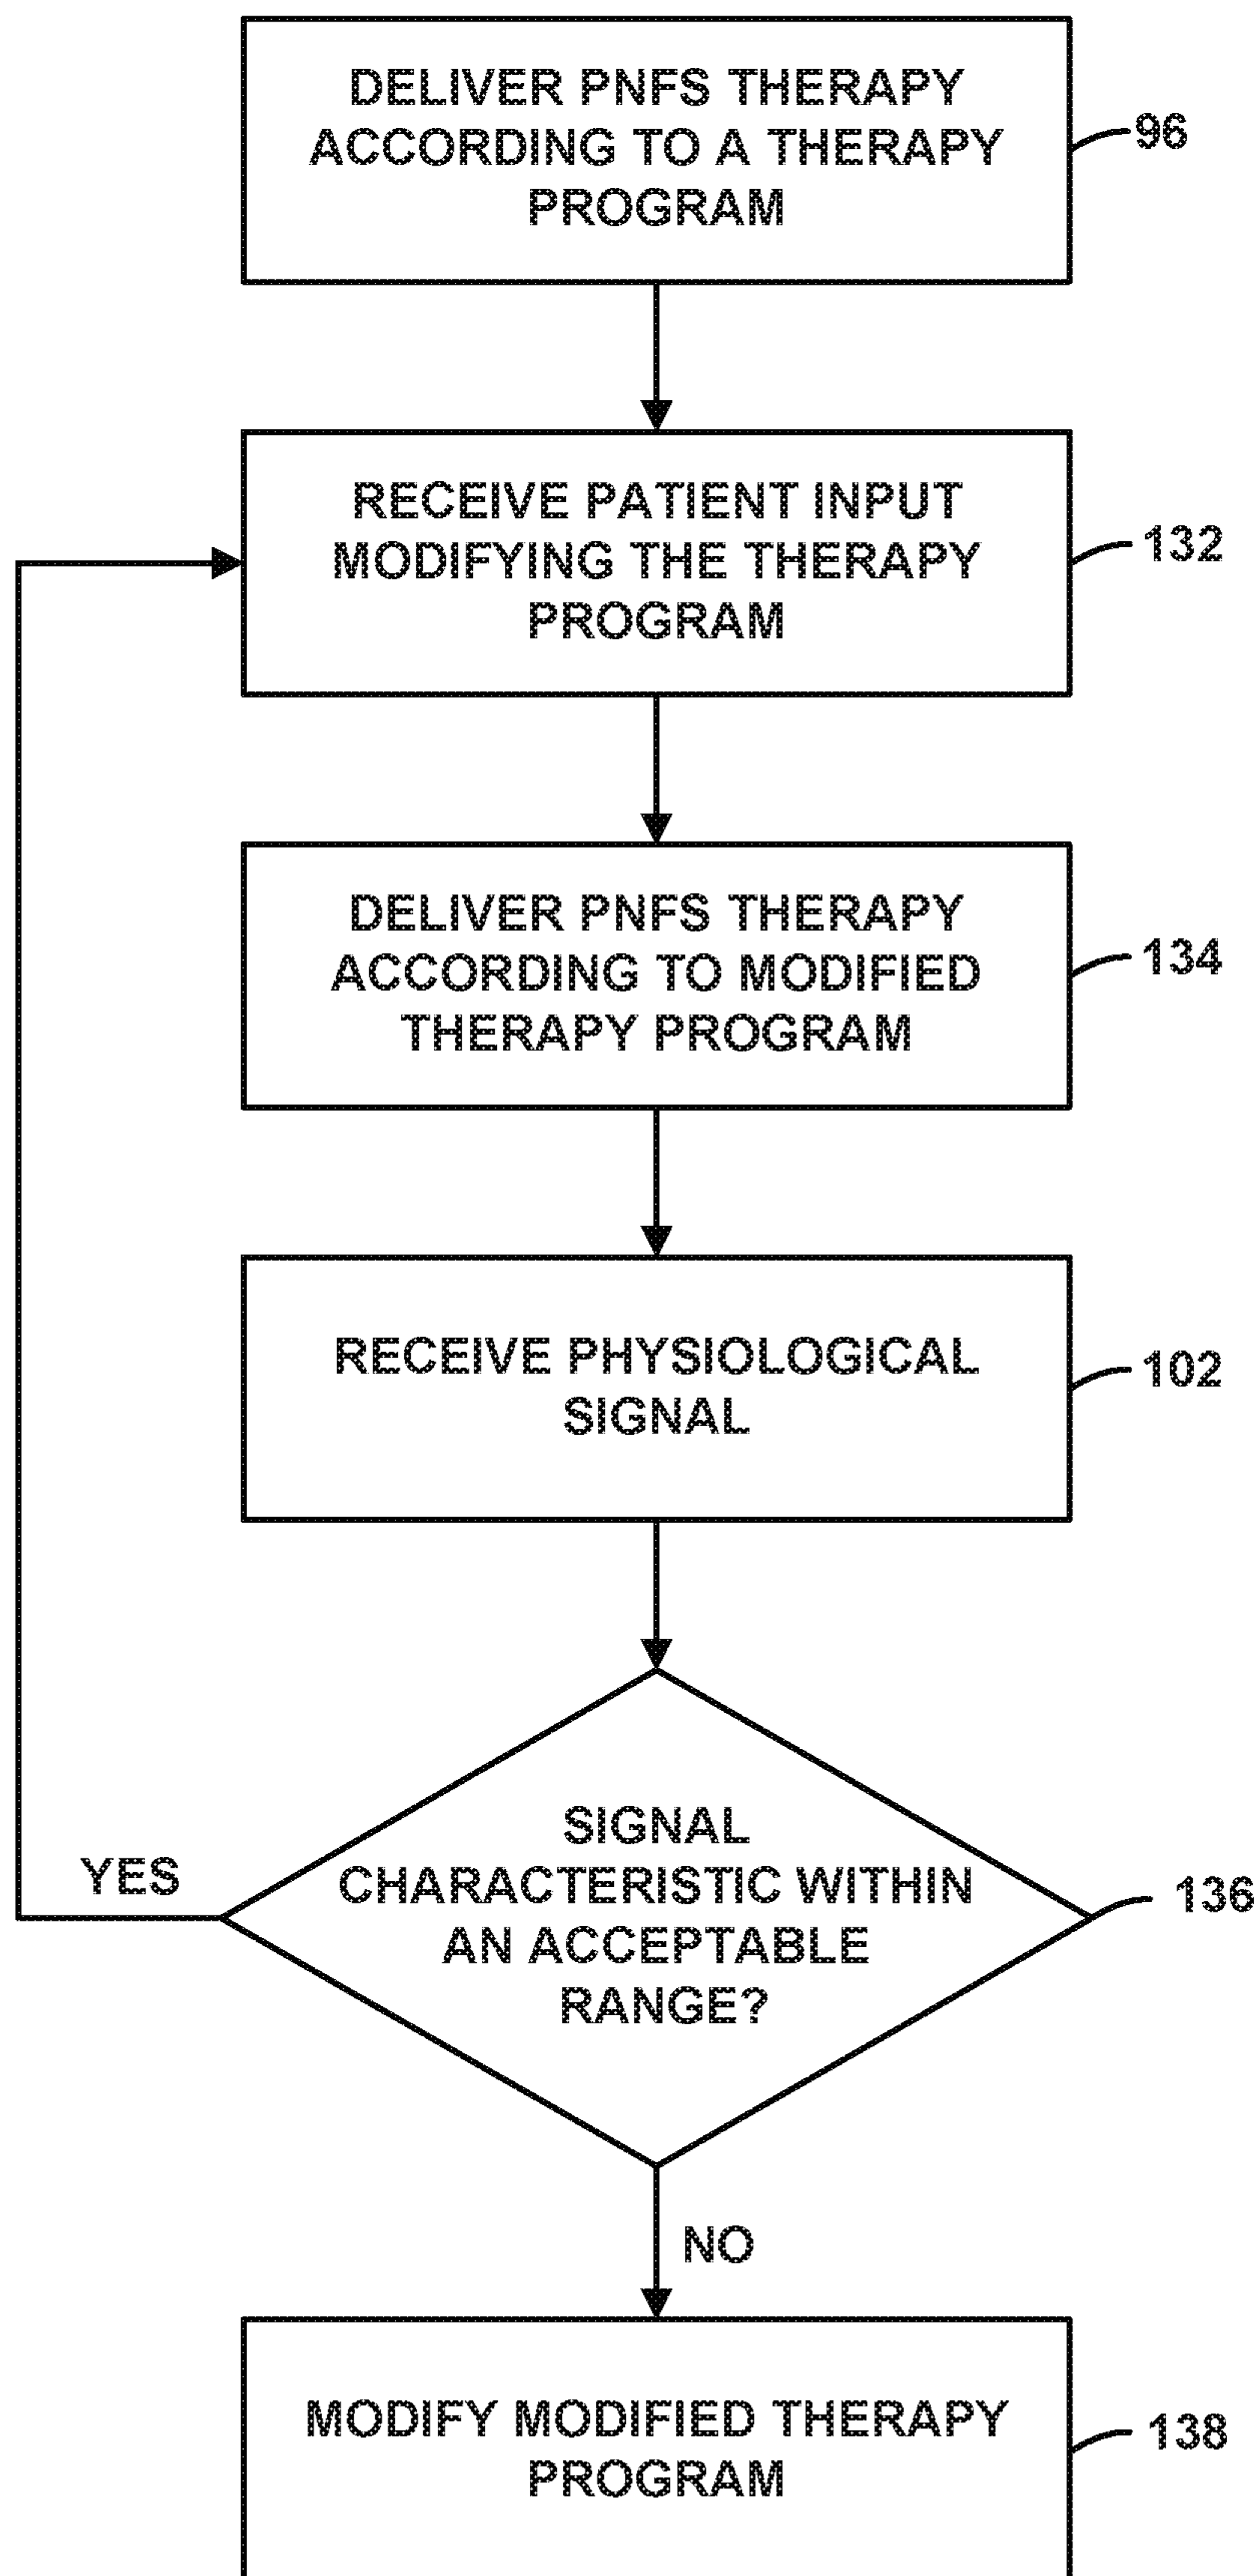 DELIVER PNFS THERAPY
ACCORDING TO A THERAPY
PROGRAM
96
RECEIVE PATIENT INPUT
MODIFYING THE THERAPY
PROGRAM
132
DELIVER PNFS THERAPY
ACCORDING TO MODIFIED
THERAPY PROGRAM
134
RECEIVE PHYSIOLOGICAL
SIGNAL
102
SIGNAL
CHARACTERISTIC WITHIN
AN ACCEPTABLE
RANGE?
136
YES
NO
MODIFY MODIFIED THERAPY
PROGRAM
138